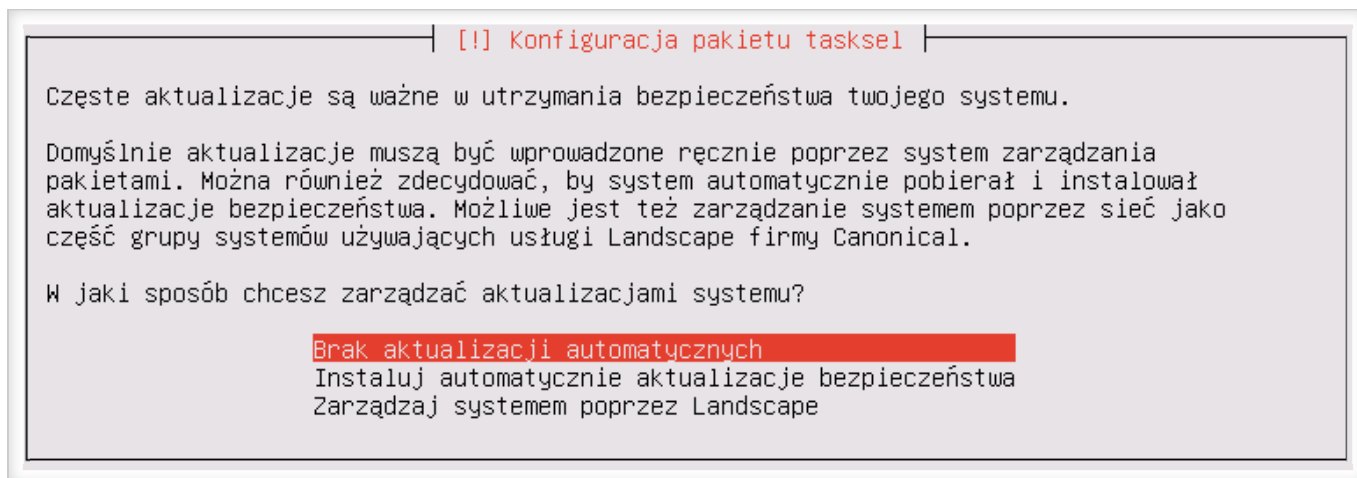 [!] Konfiguracja pakietu tasksel
Częste aktualizacje są ważne w utrzymania bezpieczeństwa twojego systemu.
Domyślnie aktualizacje muszą być wprowadzone ręcznie poprzez system zarządzania
pakietami. Można również zdecydować, by system automatycznie pobierał i instalował
aktualizacje bezpieczeństwa. Możliwe jest też zarządzanie systemem poprzez sieć jako
część grupy systemów używających usługi Landscape firmy Canonical.
W jaki sposób chcesz zarządzać aktualizacjami systemu?
Brak aktualizacji automatycznych
Instaluj automatycznie aktualizacje bezpieczeństwa
Zarządzaj systemem poprzez Landscape